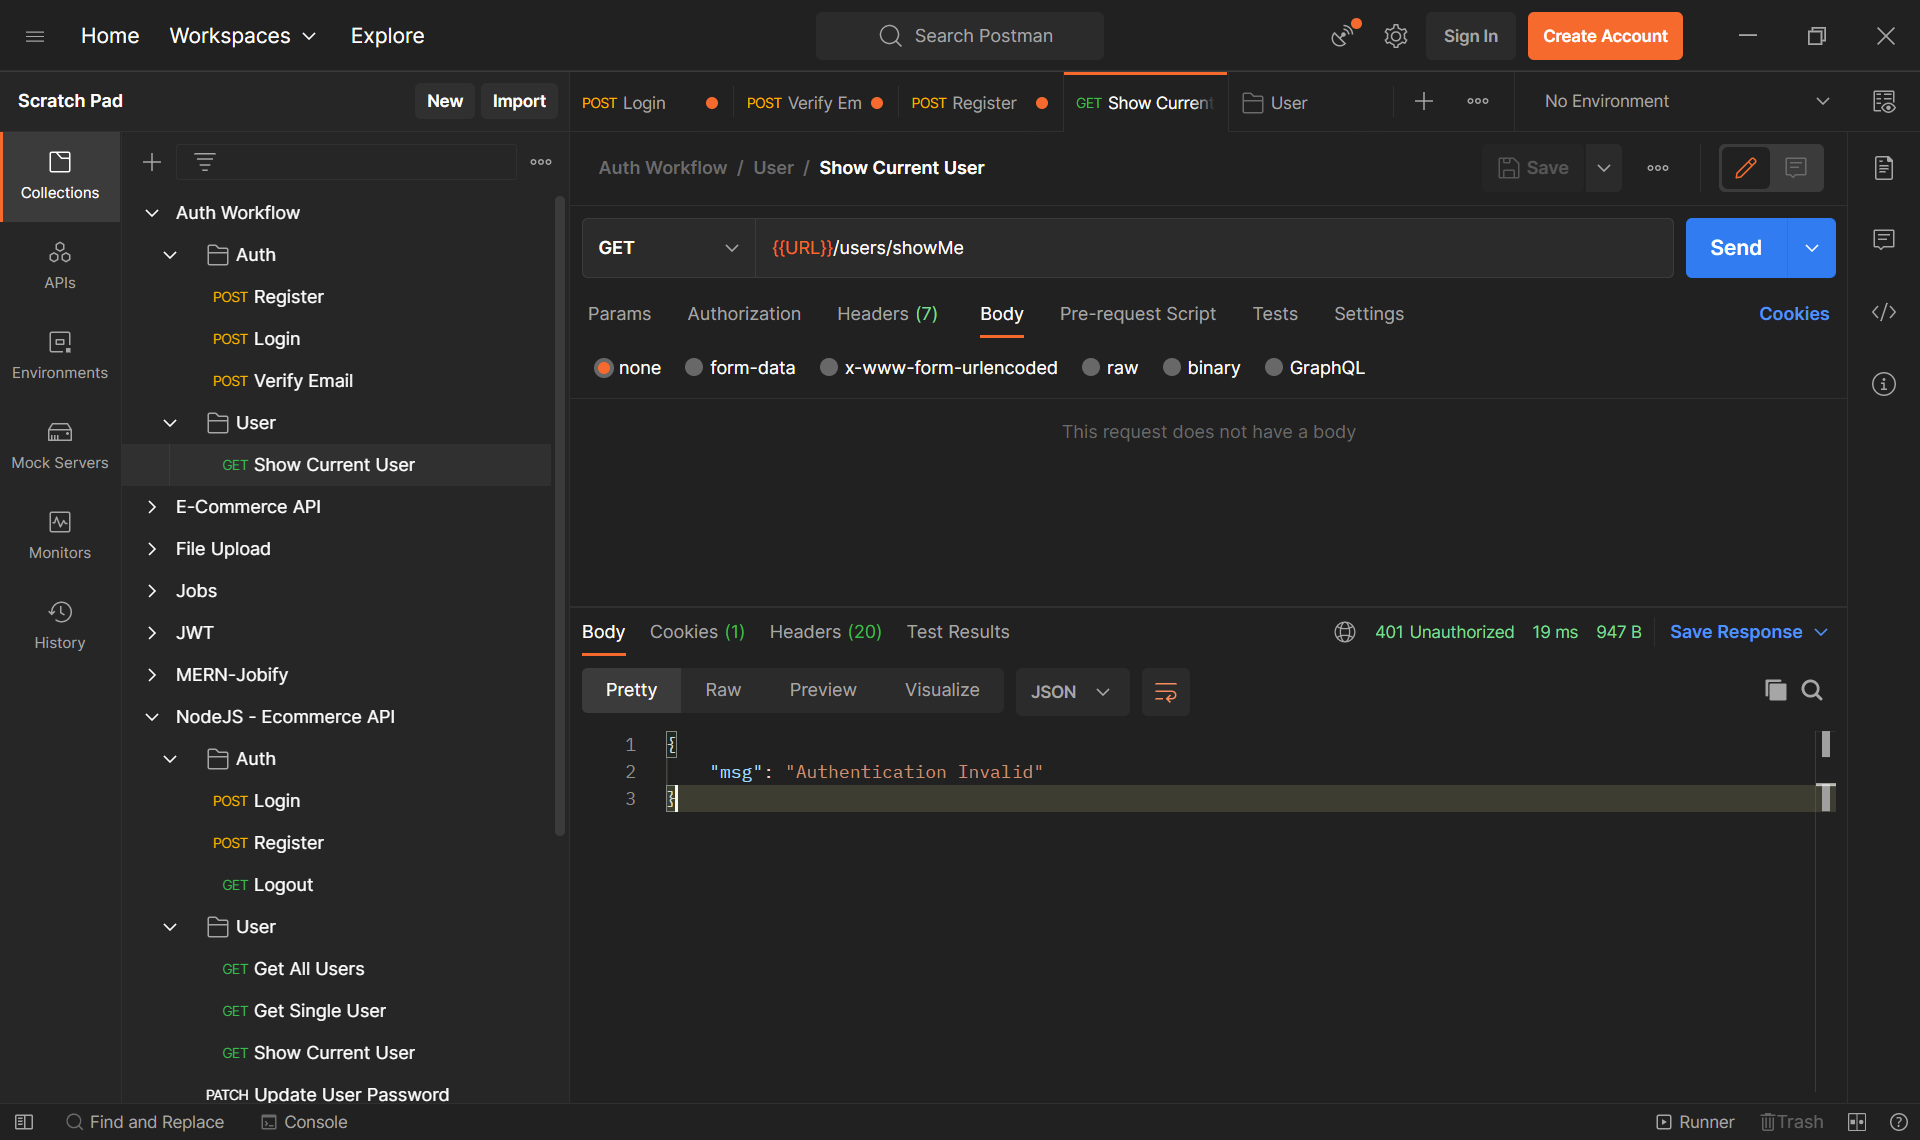 Home Workspaces Explore Search Postman Sign In Create Account
Scratch Pad New Import
POST Login POST Verify Em POST Register GET Show Current User No Environment
Collections
APIs
Environments
Mock Servers
Monitors
History
Auth Workflow
Auth
POST Register
POST Login
POST Verify Email
User
GET Show Current User
E-Commerce API
File Upload
Jobs
JWT
MERN-Jobify
NodeJS - Ecommerce API
Auth
POST Login
POST Register
GET Logout
User
GET Get All Users
GET Get Single User
GET Show Current User
PATCH Update User Password
Auth Workflow / User / Show Current User Save
GET {{URL}}/users/showMe Send
Params Authorization Headers (7) Body Pre-request Script Tests Settings Cookies
none form-data x-www-form-urlencoded raw binary GraphQL
This request does not have a body
Body Cookies (1) Headers (20) Test Results 401 Unauthorized 19 ms 947 B Save Response
Pretty Raw Preview Visualize JSON
1 {
2 "msg": "Authentication Invalid"
3 }
Find and Replace Console Runner Trash